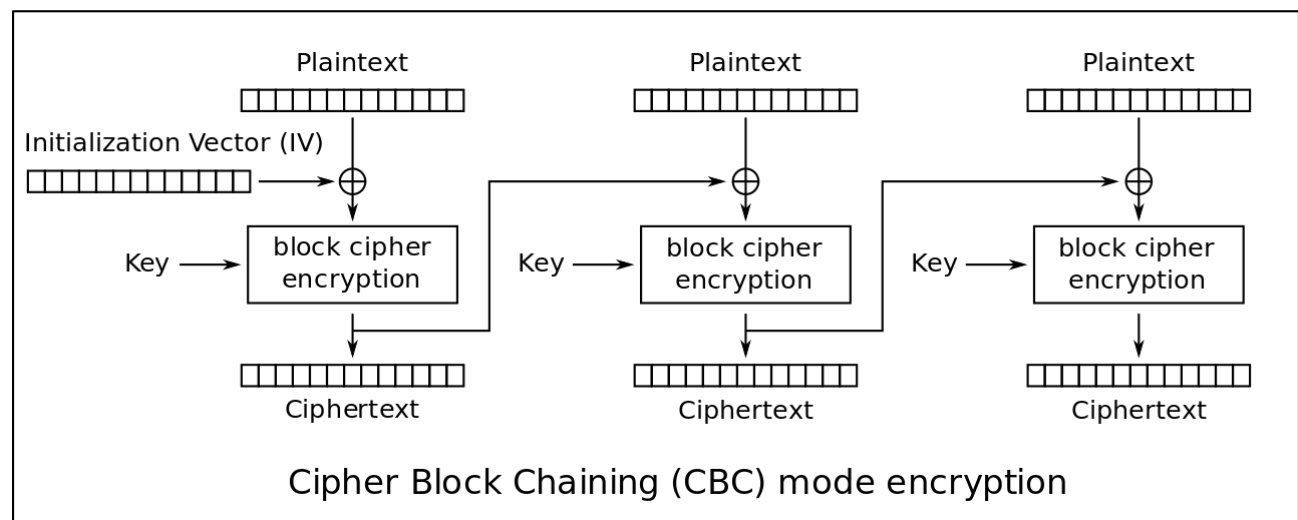 Plaintext
Plaintext
Plaintext
Initialization Vector (IV)
Key
block cipher
encryption
Key
block cipher
encryption
Key
block cipher
encryption
Ciphertext
Ciphertext
Ciphertext
Cipher Block Chaining (CBC) mode encryption